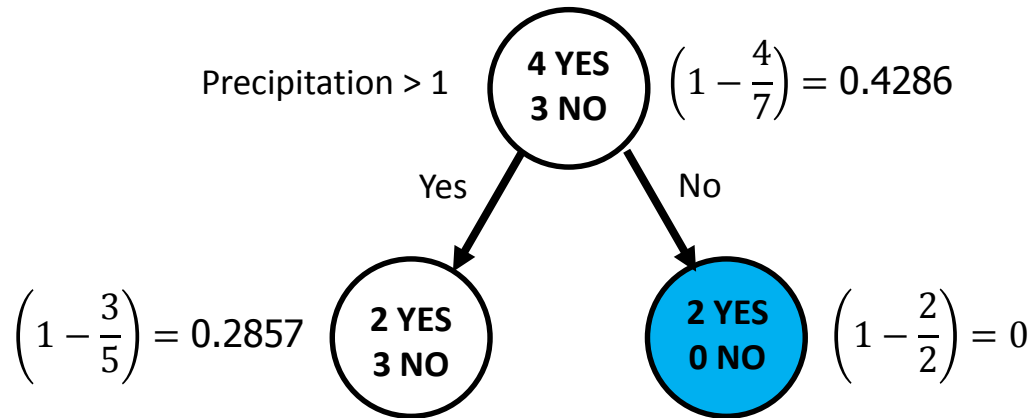 Precipitation > 1
4 YES
3 NO
(1 − 4/7) = 0.4286
Yes
No
(1 − 3/5) = 0.2857
2 YES
3 NO
2 YES
0 NO
(1 − 2/2) = 0